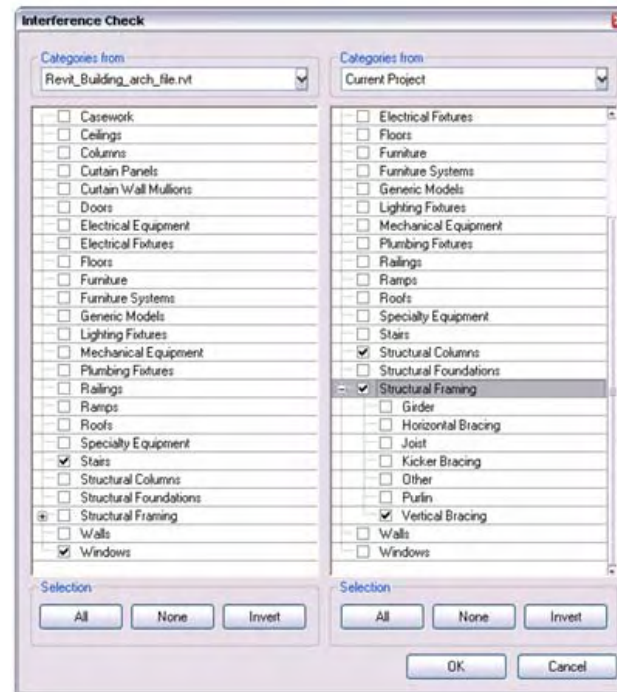 Interference Check
Categories from
Revit_Building_arch_file.rvt
Casework
Ceilings
Columns
Curtain Panels
Curtain Wall Mullions
Doors
Electrical Equipment
Electrical Fixtures
Floors
Furniture
Furniture Systems
Generic Models
Lighting Fixtures
Mechanical Equipment
Plumbing Fixtures
Railings
Ramps
Roofs
Specialty Equipment
Stairs
Structural Columns
Structural Foundations
Structural Framing
Walls
Windows
Selection
All
None
Invert
Categories from
Current Project
Electrical Fixtures
Floors
Furniture
Furniture Systems
Generic Models
Lighting Fixtures
Mechanical Equipment
Plumbing Fixtures
Railings
Ramps
Roofs
Specialty Equipment
Stairs
Structural Columns
Structural Foundations
Structural Framing
Girder
Horizontal Bracing
Joist
Kicker Bracing
Other
Purlin
Vertical Bracing
Walls
Windows
Selection
All
None
Invert
OK
Cancel